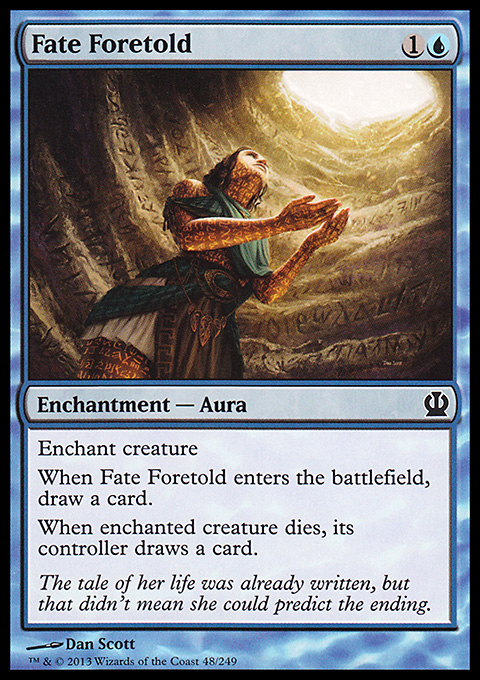 Fate Foretold 1
Enchantment — Aura
Enchant creature
When Fate Foretold enters the battlefield,
draw a card.
When enchanted creature dies, its
controller draws a card.
The tale of her life was already written, but
that didn't mean she could predict the ending.
Dan Scott
™ & © 2013 Wizards of the Coast 48/249